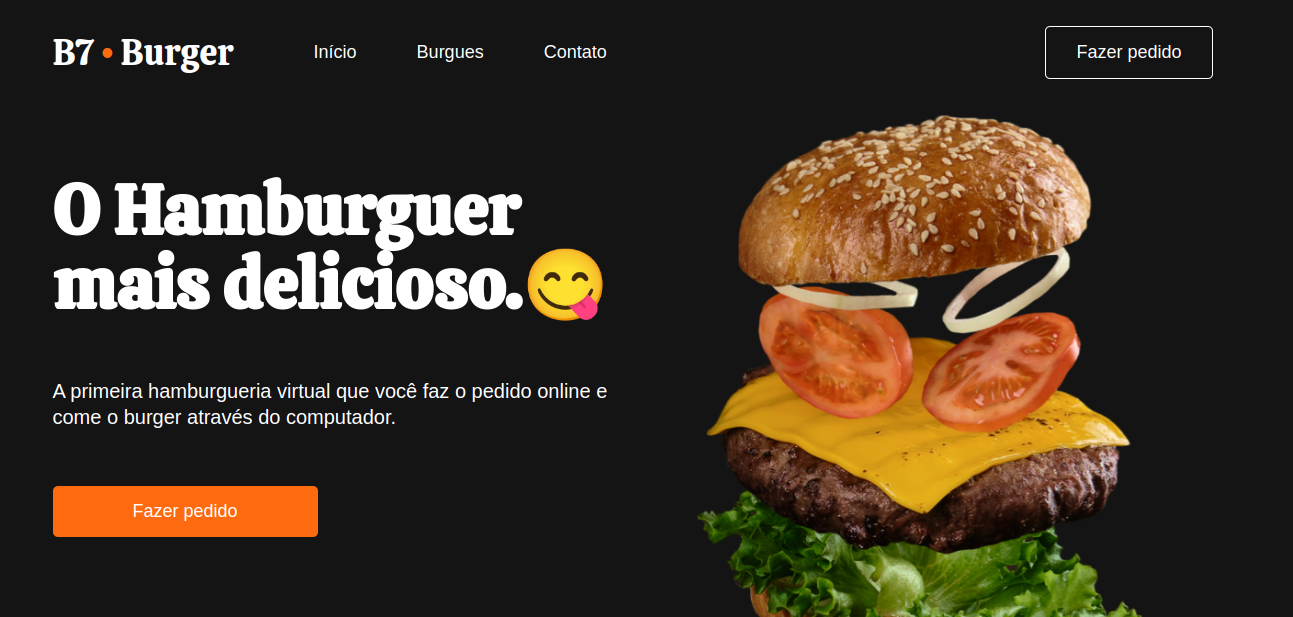 B7 • Burger
Início
Burgues
Contato
Fazer pedido
O Hamburguer
mais delicioso.😋
A primeira hamburgueria virtual que você faz o pedido online e
come o burger através do computador.
Fazer pedido